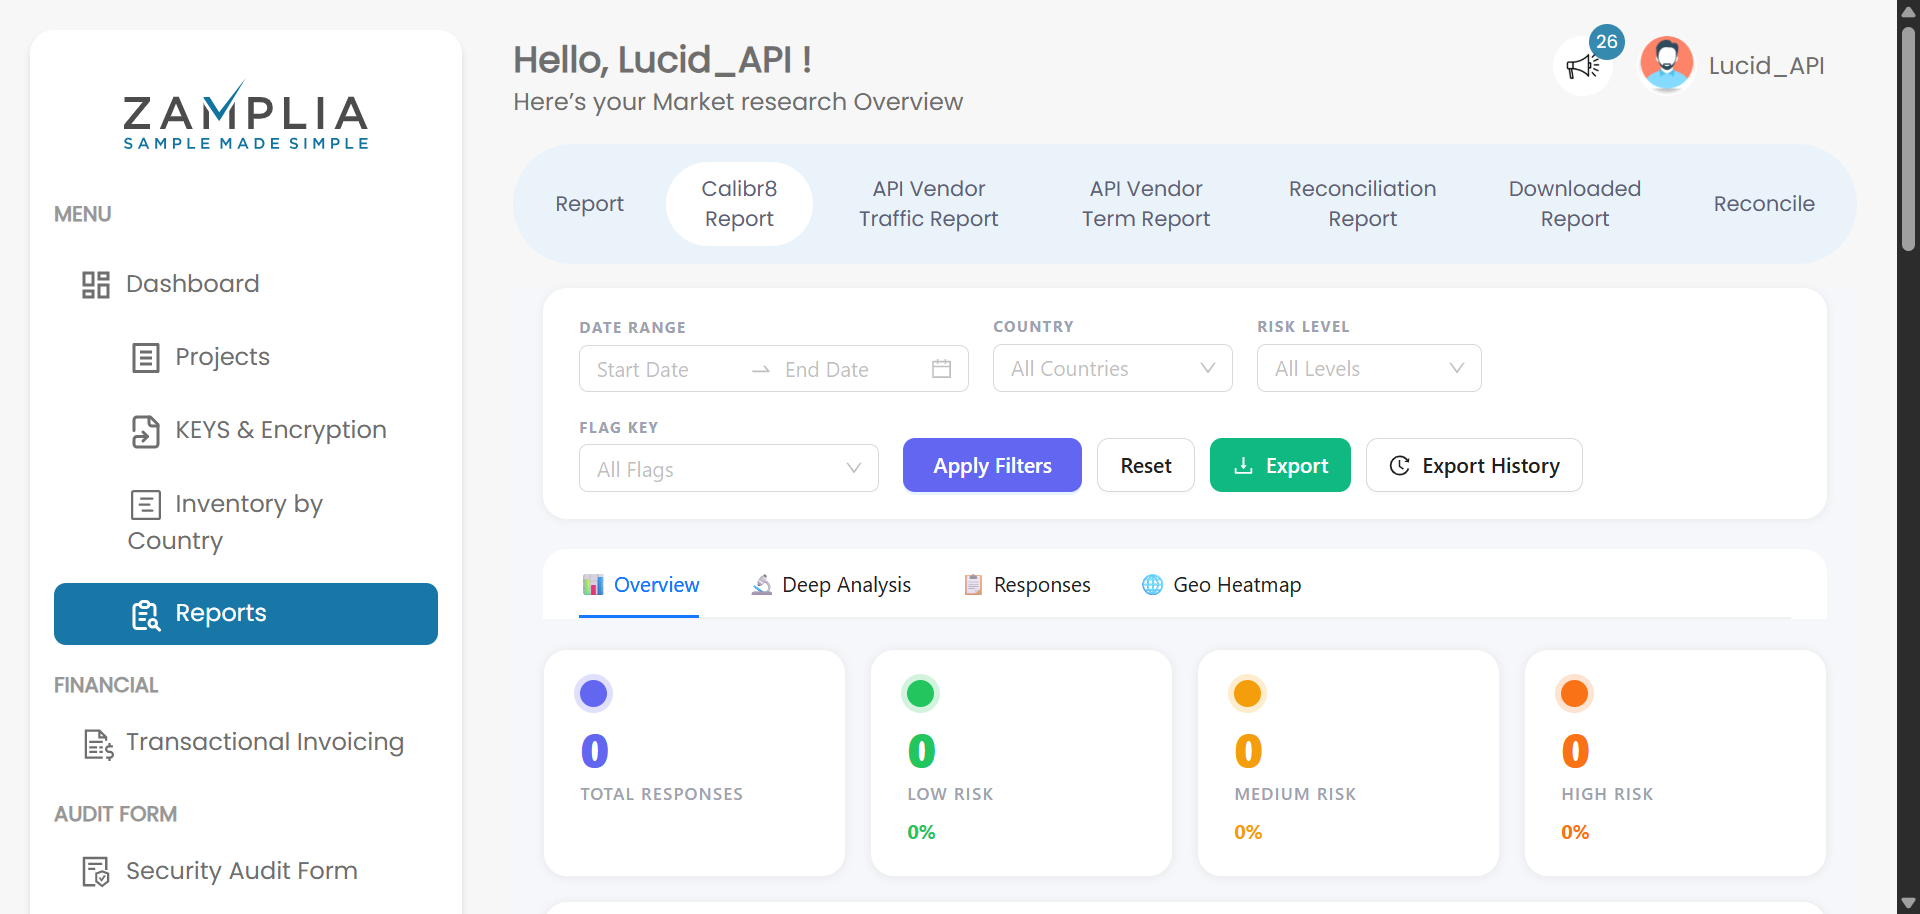 ZAMPLIA
SAMPLE MADE SIMPLE
MENU
Dashboard
Projects
KEYS & Encryption
Inventory by
Country
Reports
FINANCIAL
Transactional Invoicing
AUDIT FORM
Security Audit Form
Hello, Lucid_API !
Here’s your Market research Overview
26
Lucid_API
Report
Calibr8
Report
API Vendor
Traffic Report
API Vendor
Term Report
Reconciliation
Report
Downloaded
Report
Reconcile
DATE RANGE
Start Date
End Date
COUNTRY
All Countries
RISK LEVEL
All Levels
FLAG KEY
All Flags
Apply Filters
Reset
Export
Export History
Overview
Deep Analysis
Responses
Geo Heatmap
0
TOTAL RESPONSES
0
LOW RISK
0%
0
MEDIUM RISK
0%
0
HIGH RISK
0%